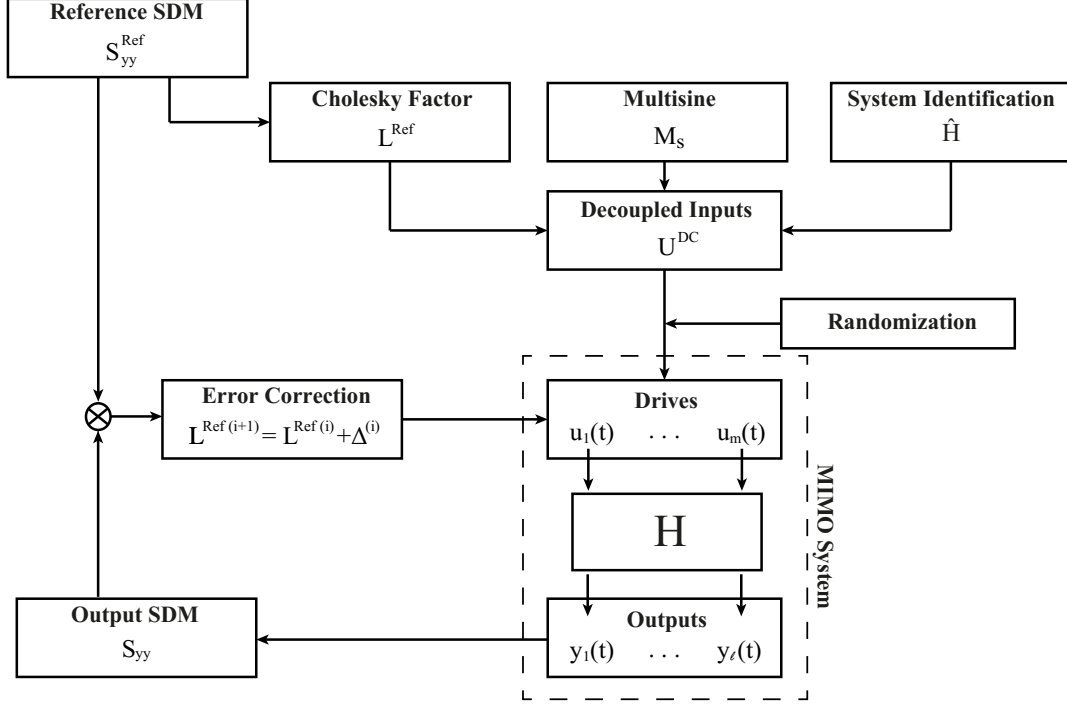 Reference SDM
S_yy^Ref
Cholesky Factor
L^Ref
Multisine
M_s
System Identification
Ĥ
Decoupled Inputs
U^DC
Randomization
Error Correction
L^Ref (i+1) = L^Ref (i) + Δ^(i)
Drives
u_1(t) . . . u_m(t)
H
MIMO System
Output SDM
S_yy
Outputs
y_1(t) . . . y_ℓ(t)